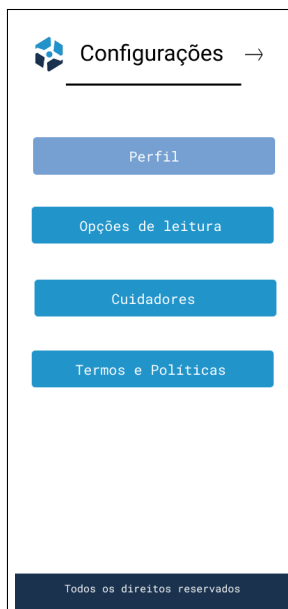 Configurações →
Perfil
Opções de leitura
Cuidadores
Termos e Políticas
Todos os direitos reservados